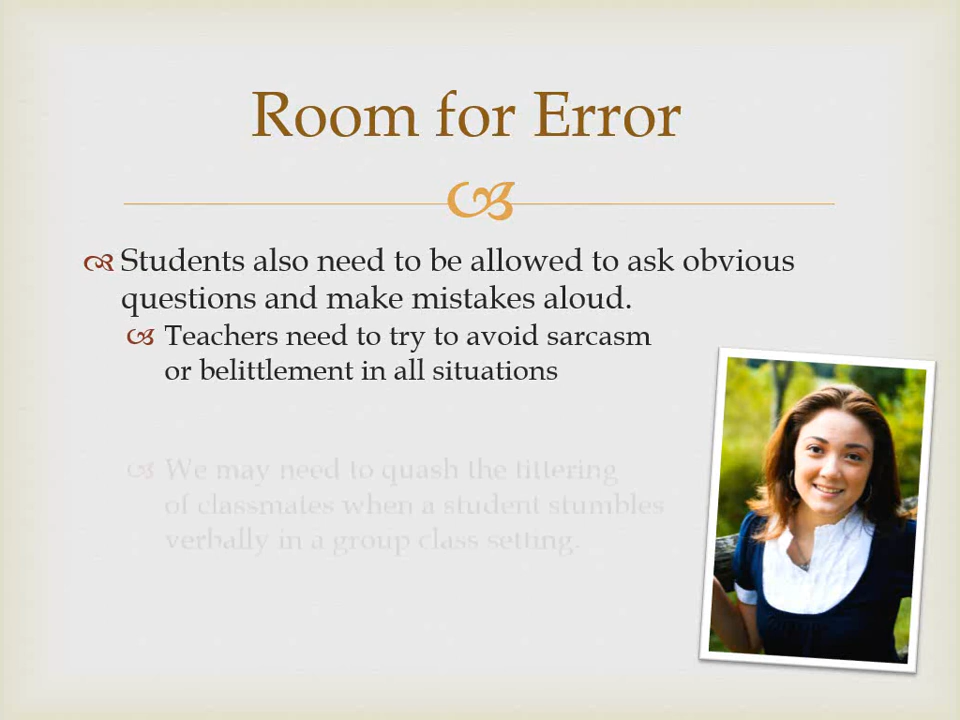 Room for Error
Students also need to be allowed to ask obvious
questions and make mistakes aloud.
Teachers need to try to avoid sarcasm
or belittlement in all situations
We may need to quash the tittering
of classmates when a student stumbles
verbally in a group class setting.